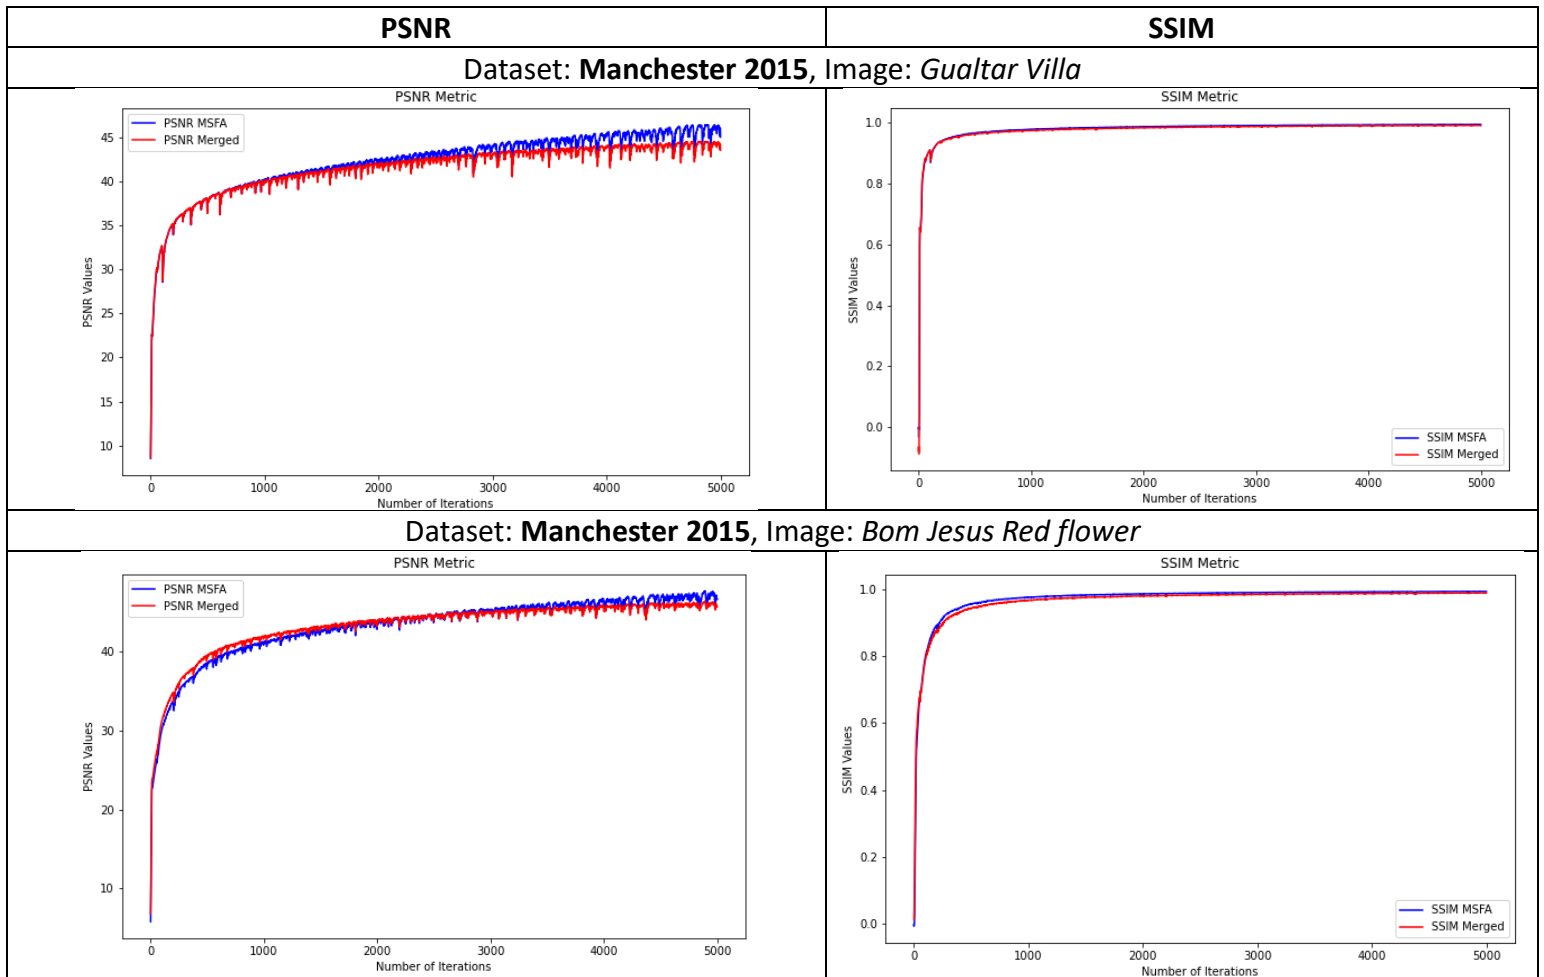 PSNR
SSIM
Dataset: Manchester 2015, Image: Gualtar Villa
PSNR Metric
PSNR MSFA
PSNR Merged
45
40
35
30
25
20
15
10
PSNR Values
0 1000 2000 3000 4000 5000
Number of Iterations
SSIM Metric
1.0
0.8
0.6
0.4
0.2
0.0
SSIM Values
SSIM MSFA
SSIM Merged
0 1000 2000 3000 4000 5000
Number of Iterations
Dataset: Manchester 2015, Image: Bom Jesus Red flower
PSNR Metric
PSNR MSFA
PSNR Merged
40
30
20
10
PSNR Values
0 1000 2000 3000 4000 5000
Number of Iterations
SSIM Metric
1.0
0.8
0.6
0.4
0.2
0.0
SSIM Values
SSIM MSFA
SSIM Merged
0 1000 2000 3000 4000 5000
Number of Iterations